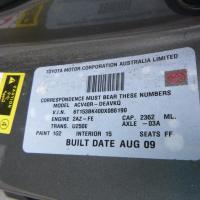 TOYOTA MOTOR CORPORATION AUSTRALIA LIMITED
CORRESPONDENCE MUST BEAR THESE NUMBERS
MODEL ACV40R-DEAVKQ
V.I.N. 6T153BK400X086190
ENGINE 2AZ-FE CAP. 2362 ML.
TRANS. U250E AXLE -03A
PAINT 1G2 INTERIOR 15 SEATS FF
BUILT DATE AUG 09